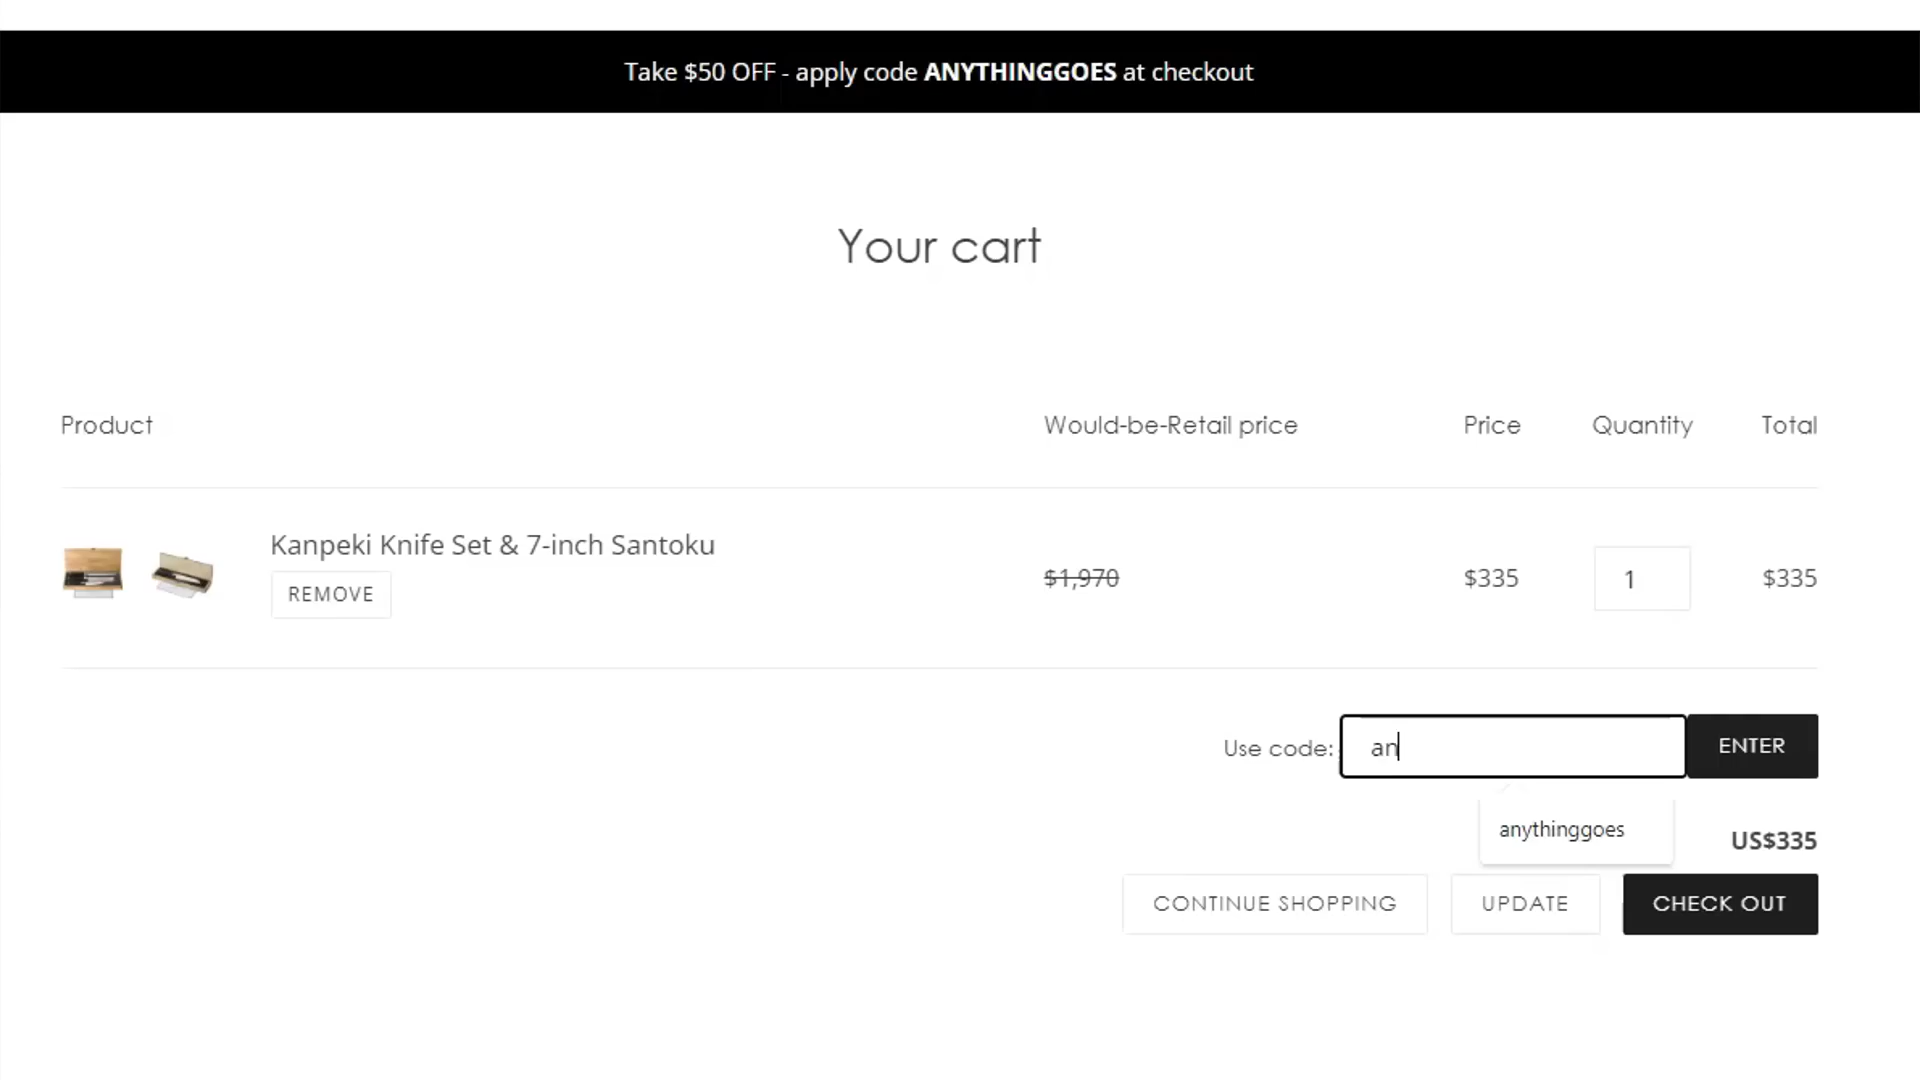 Take $50 OFF - apply code ANYTHINGGOES at checkout
Your cart
Product Would-be-Retail price Price Quantity Total
Kanpeki Knife Set & 7-inch Santoku
REMOVE
$1,970 $335 1 $335
Use code: an ENTER
anythinggoes
US$335
CONTINUE SHOPPING UPDATE CHECK OUT